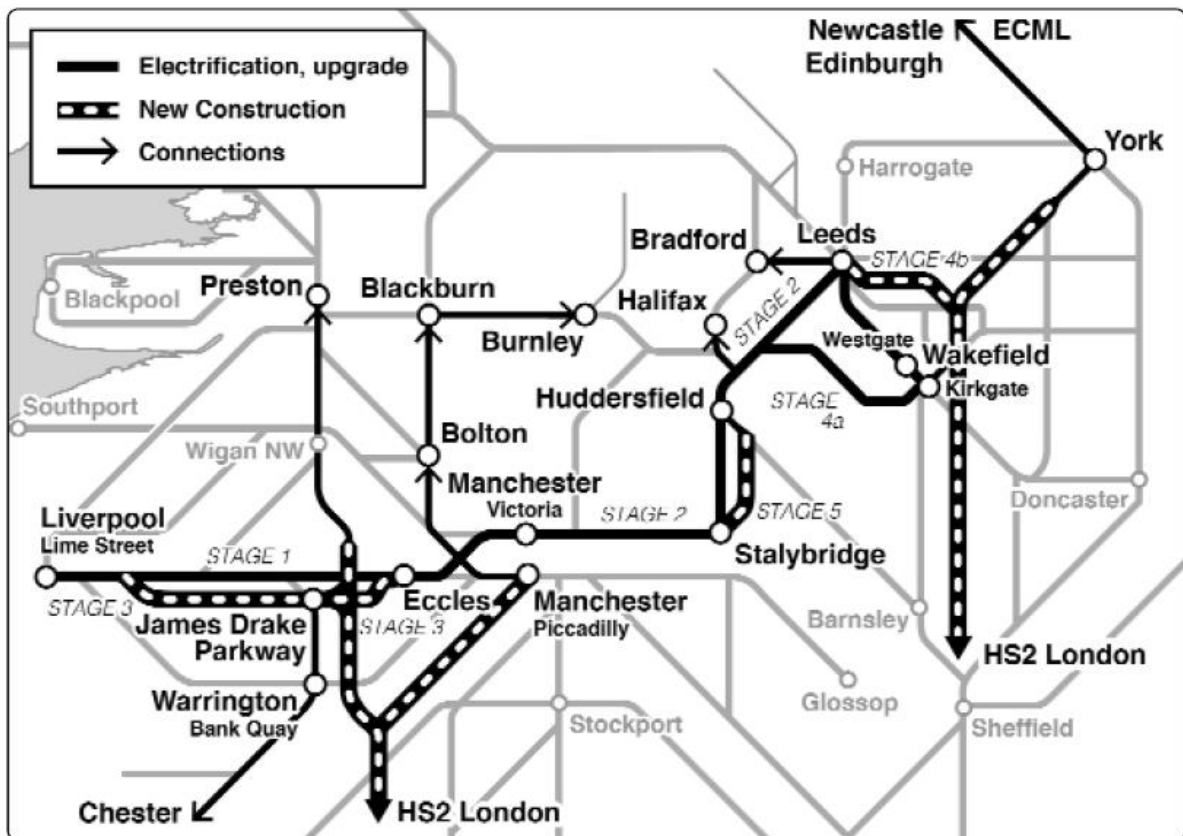 Electrification, upgrade
New Construction
Connections
Newcastle
Edinburgh
ECML
York
Harrogate
Leeds
Bradford
STAGE 4b
Blackpool
Preston
Blackburn
Burnley
Halifax
STAGE 2
Westgate
Wakefield
Kirkgate
Huddersfield
STAGE
4a
Southport
Wigan NW
Bolton
Manchester
Victoria
Doncaster
STAGE 2
STAGE 5
Stalybridge
Liverpool
Lime Street
STAGE 1
STAGE 3
Eccles
STAGE 3
James Drake
Parkway
Manchester
Piccadilly
Barnsley
HS2 London
Warrington
Bank Quay
Glossop
Stockport
Sheffield
Chester
HS2 London